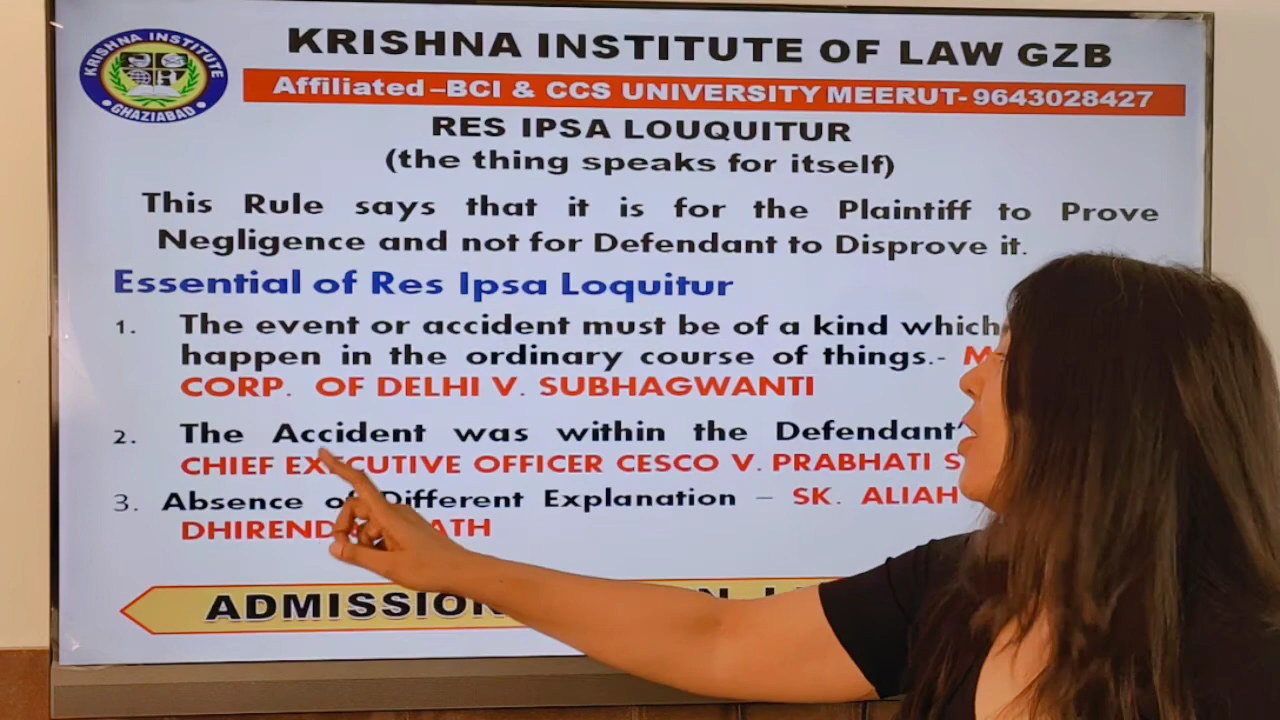 KRISHNA INSTITUTE OF LAW GZB
KRISHNA INSTITUTE
GHAZIABAD
Affiliated –BCI & CCS UNIVERSITY MEERUT- 9643028427
RES IPSA LOUQUITUR
(the thing speaks for itself)
This Rule says that it is for the Plaintiff to Prove
Negligence and not for Defendant to Disprove it.
Essential of Res Ipsa Loquitur
1. The event or accident must be of a kind which
happen in the ordinary course of things.-
CORP. OF DELHI V. SUBHAGWANTI
2. The Accident was within the Defendant'
CHIEF EXECUTIVE OFFICER CESCO V. PRABHATI
3. Absence of Different Explanation – SK. ALIAH
DHIREND
ADMISSION